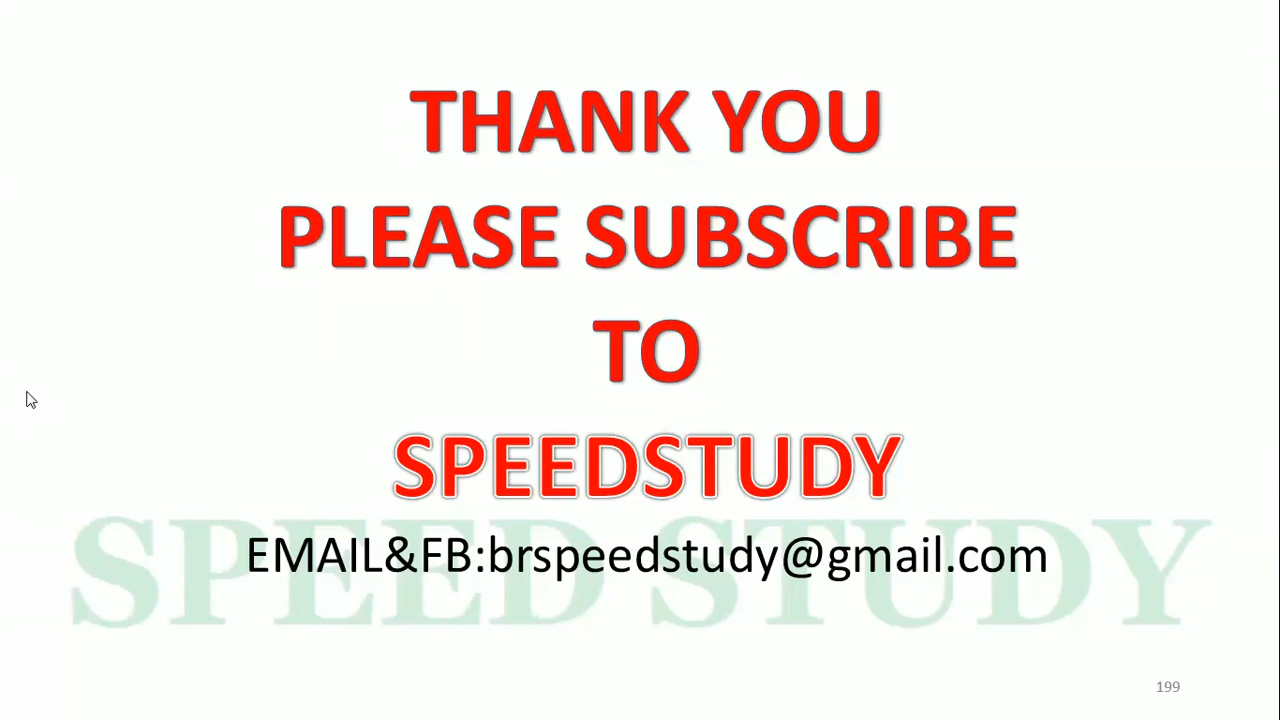 THANK YOU
PLEASE SUBSCRIBE
TO
SPEEDSTUDY
EMAIL&FB:brspeedstudy@gmail.com
SPEED STUDY
199